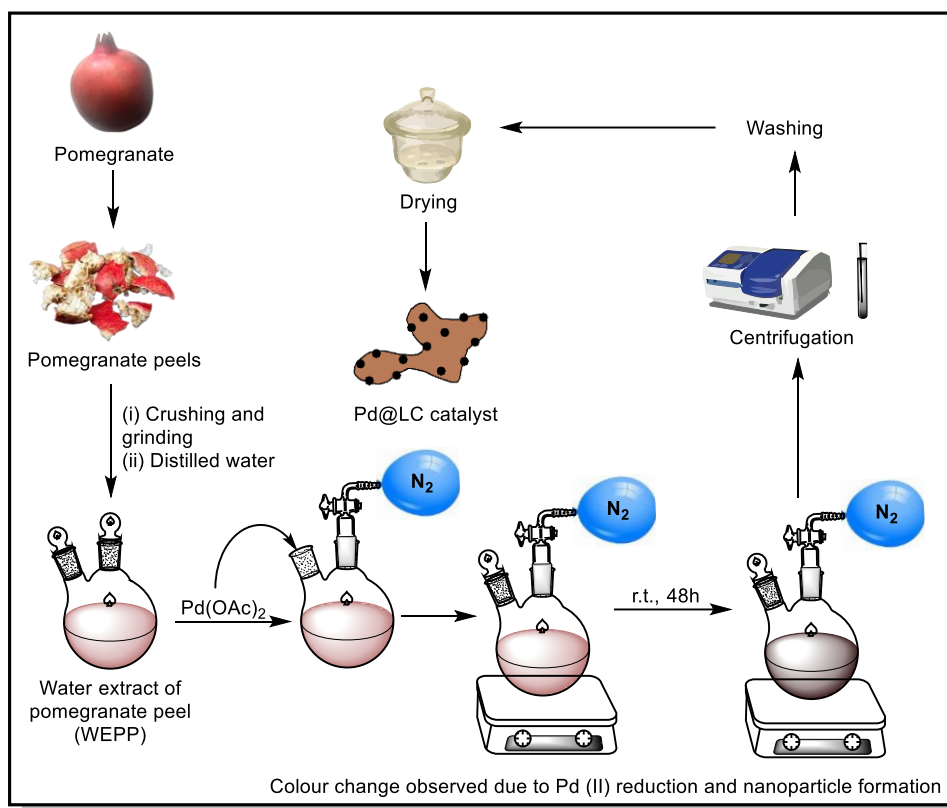 Pomegranate
Pomegranate peels
(i) Crushing and
grinding
(ii) Distilled water
Water extract of
pomegranate peel
(WEPP)
Pd(OAc)₂
N₂
N₂
r.t., 48h
N₂
Centrifugation
Washing
Drying
Pd@LC catalyst
Colour change observed due to Pd (II) reduction and nanoparticle formation